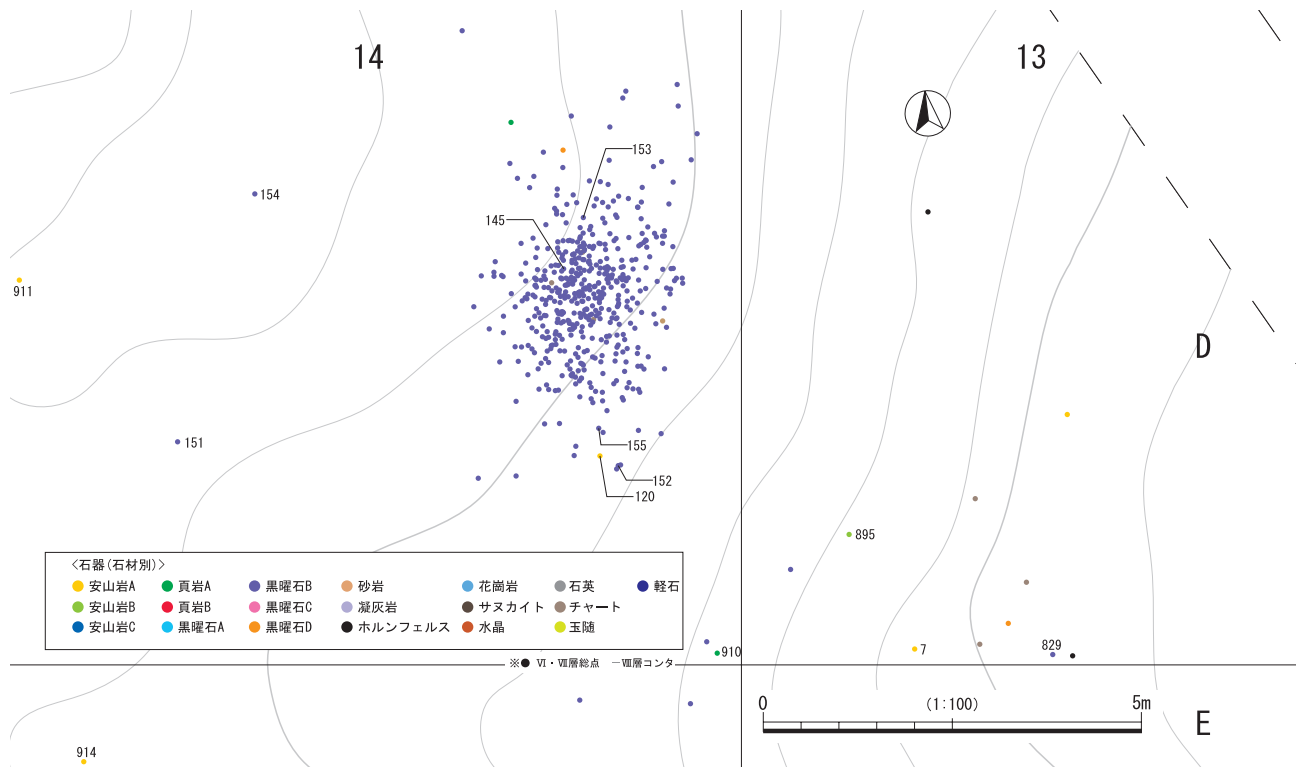 14
13
153
154
145
911
D
151
155
152
120
895
〈石器(石材別)〉
安山岩A 頁岩A 黒曜石B 砂岩 花崗岩 石英 軽石
安山岩B 頁岩B 黒曜石C 凝灰岩 サヌカイト チャート
安山岩C 黒曜石A 黒曜石D ホルンフェルス 水晶 玉随
829
7
910
※● Ⅵ・Ⅶ層総点 ―Ⅷ層コンタ
0 (1:100) 5m
E
914